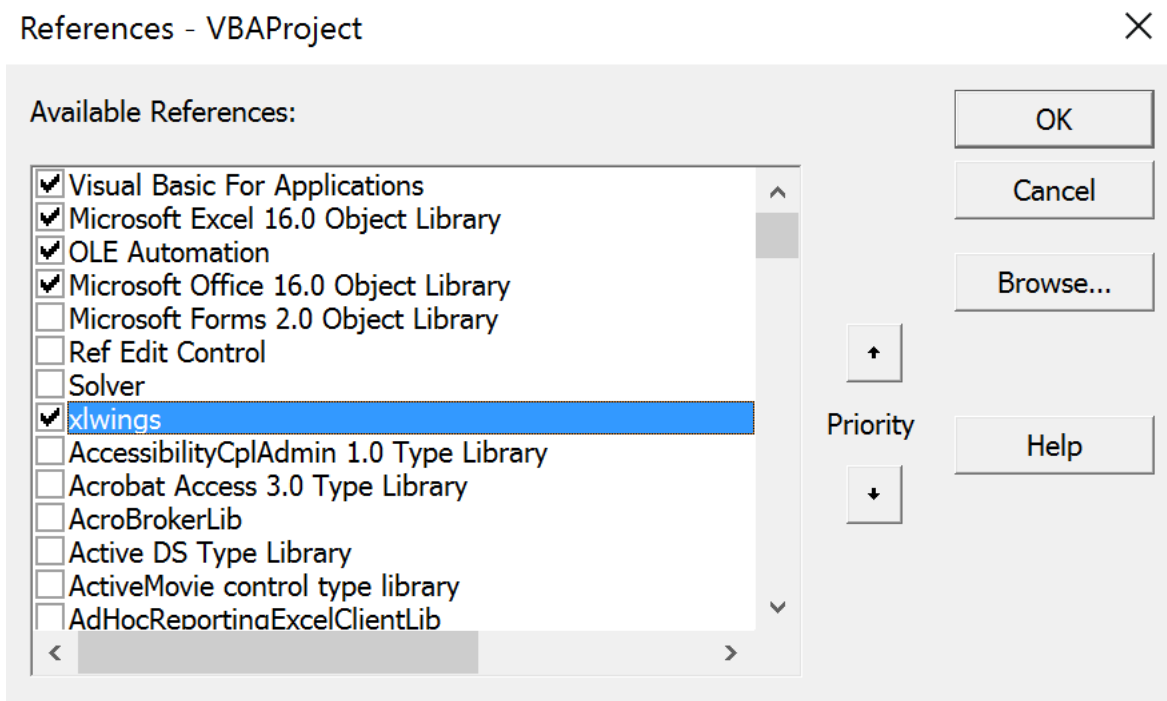 References - VBAProject
Available References:
OK
Visual Basic For Applications
Microsoft Excel 16.0 Object Library
OLE Automation
Microsoft Office 16.0 Object Library
Microsoft Forms 2.0 Object Library
Ref Edit Control
Solver
xlwings
AccessibilityCplAdmin 1.0 Type Library
Acrobat Access 3.0 Type Library
AcroBrokerLib
Active DS Type Library
ActiveMovie control type library
AdHocReportingExcelClientLib
Cancel
Browse...
Priority
Help